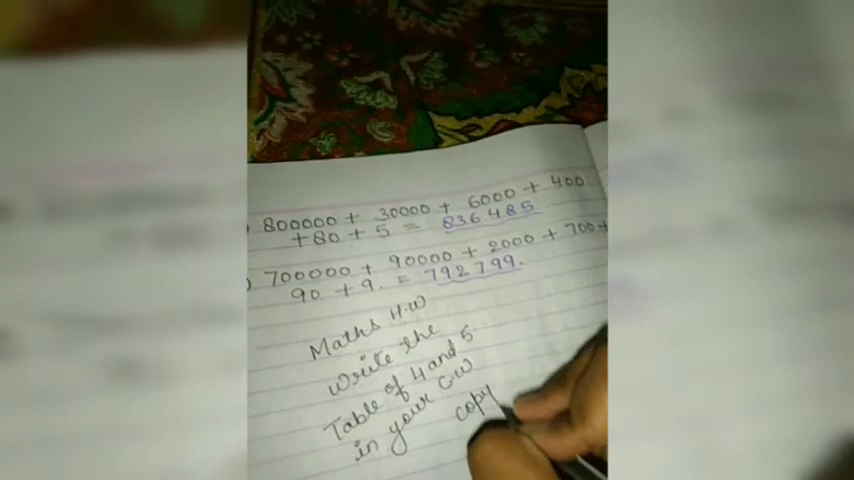 ) 800000 + 30000 + 6000 + 400
+80 + 5 = 836485
) 700000 + 90000 + 2000 + 700 +
90 + 9. = 792799.
Maths H.W
Write the
Table of 4 and 5
in your C.W
copy